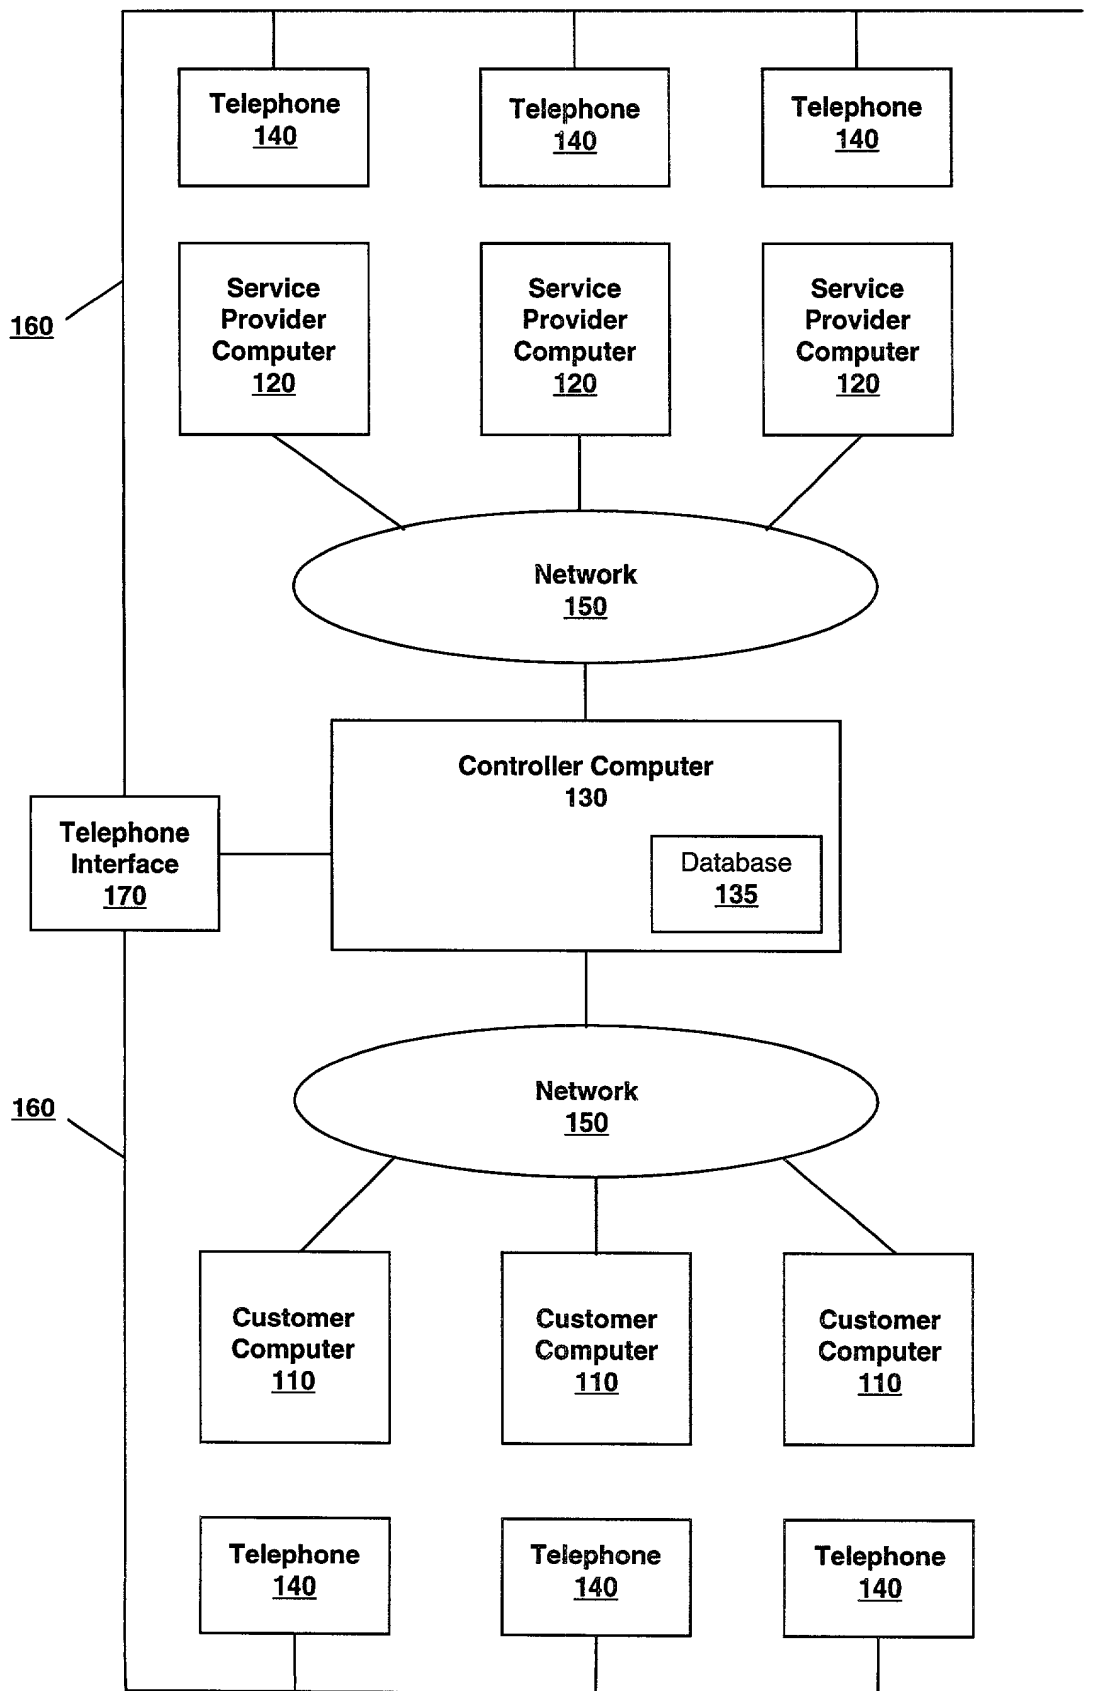 Telephone
140
Telephone
140
Telephone
140
Service
Provider
Computer
120
Service
Provider
Computer
120
Service
Provider
Computer
120
160
Network
150
Controller Computer
130
Telephone
Interface
170
Database
135
Network
150
160
Customer
Computer
110
Customer
Computer
110
Customer
Computer
110
Telephone
140
Telephone
140
Telephone
140